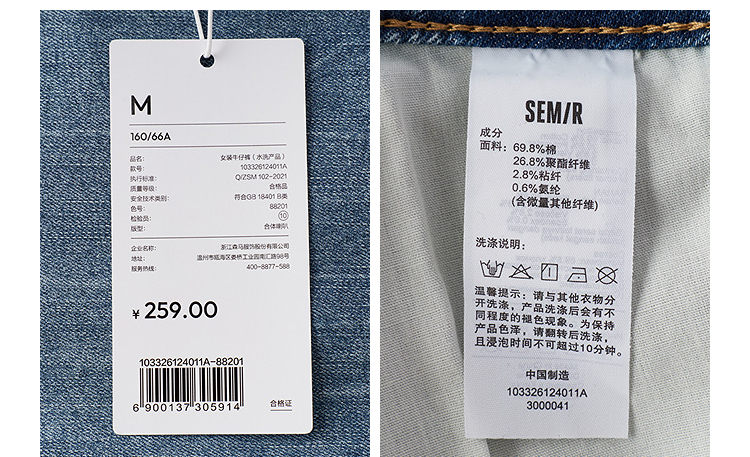 M
160/66A
品名: 女装牛仔裤（水洗产品）
款号: 103326124011A
执行标准: Q/ZSM 102-2021
质量等级: 合格品
安全技术类别: 符合GB 18401 B类
色号: 88201
检验员: ⑩
版型: 合体喇叭
企业名称: 浙江森马服饰股份有限公司
地址: 温州市瓯海区娄桥工业园南汇路98号
服务热线: 400-8877-588
¥ 259.00
103326124011A-88201
6 900137 305914
合格证
SEM/R
成分
面料: 69.8%棉
26.8%聚酯纤维
2.8%粘纤
0.6%氨纶
(含微量其他纤维)
洗涤说明:
温馨提示: 请与其他衣物分
开洗涤, 产品洗涤后会有不
同程度的褪色现象。为保持
产品色泽, 请翻转后洗涤,
且浸泡时间不可超过10分钟。
中国制造
103326124011A
3000041